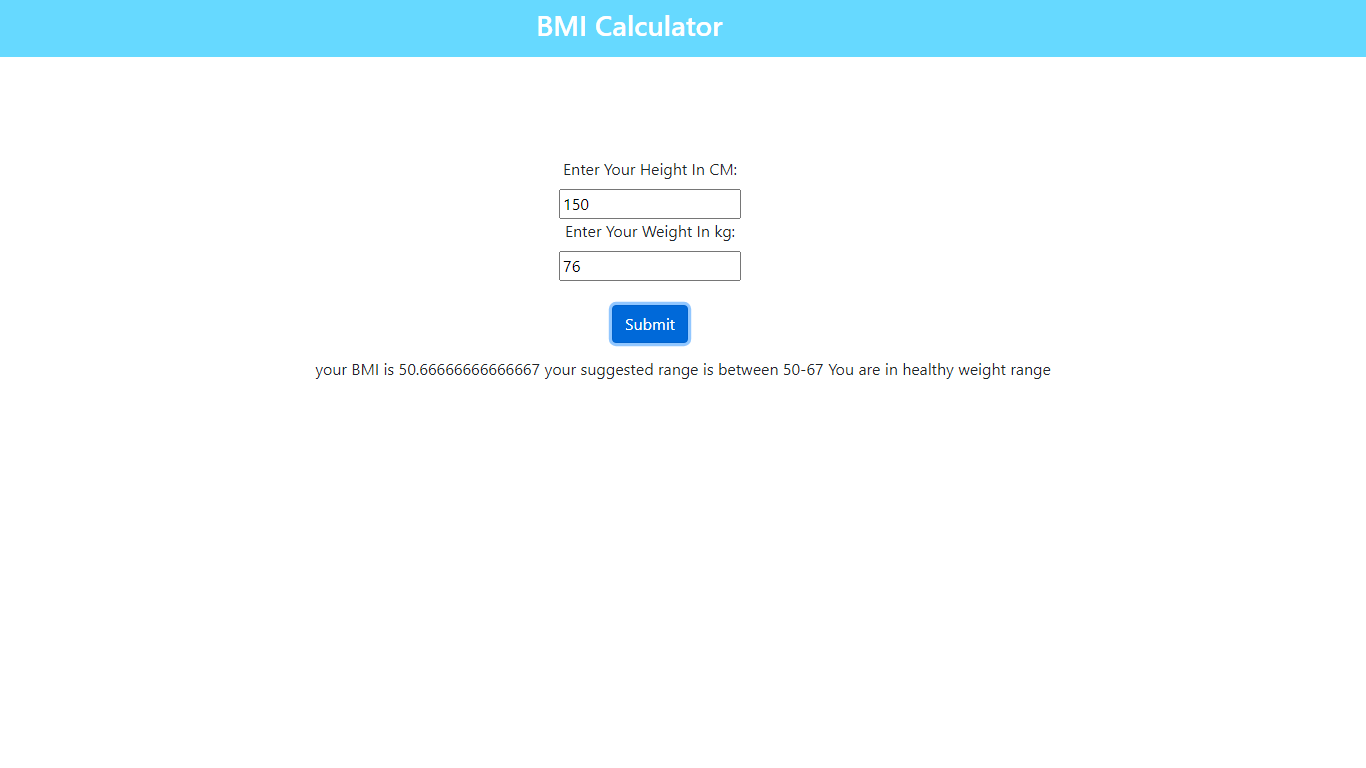 BMI Calculator
Enter Your Height In CM:
150
Enter Your Weight In kg:
76
Submit
your BMI is 50.66666666666667 your suggested range is between 50-67 You are in healthy weight range